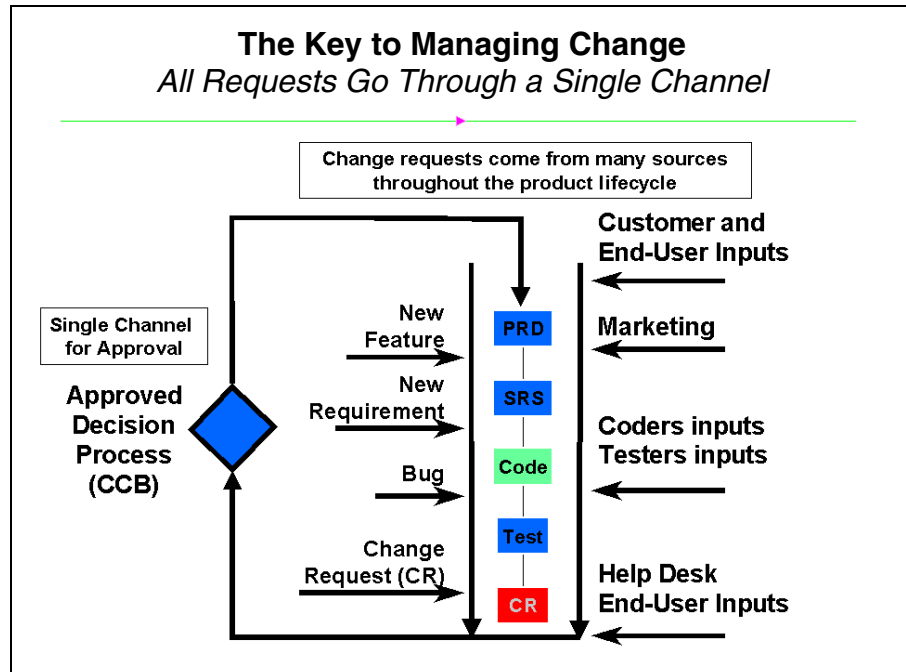 The Key to Managing Change
All Requests Go Through a Single Channel
Change requests come from many sources
throughout the product lifecycle
Customer and
End-User Inputs
New
Feature
PRD
Marketing
Single Channel
for Approval
Approved
Decision
Process
(CCB)
New
Requirement
SRS
Coders inputs
Testers inputs
Code
Bug
Test
Change
Request (CR)
CR
Help Desk
End-User Inputs